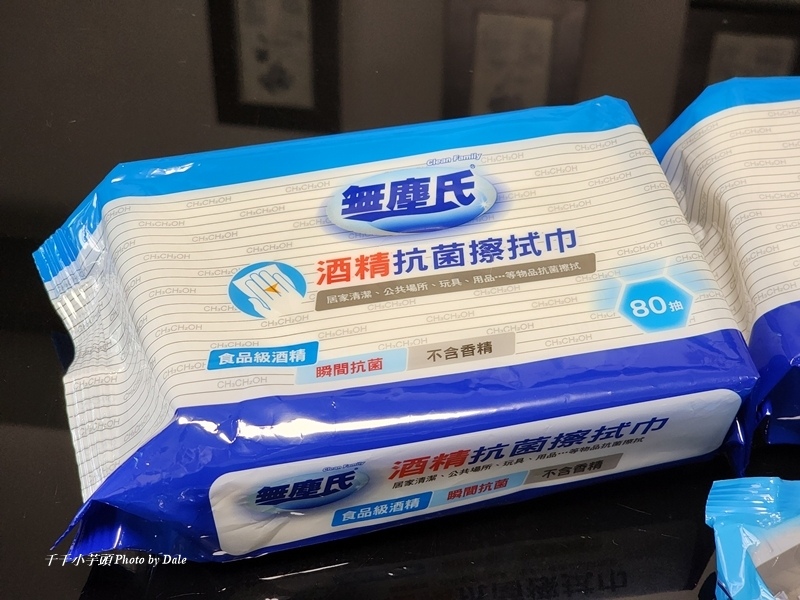 Clean Family
無塵氏
酒精抗菌擦拭巾
居家清潔、公共場所、玩具、用品…等物品抗菌擦拭
80抽
食品級酒精
瞬間抗菌
不含香精
CH₃CH₂OH
Clean Family
無塵氏
酒精抗菌擦拭巾
居家清潔、公共場所、玩具、用品…等物品抗菌擦拭
食品級酒精
瞬間抗菌
不含香精
千千小芋頭/Photo by Dale